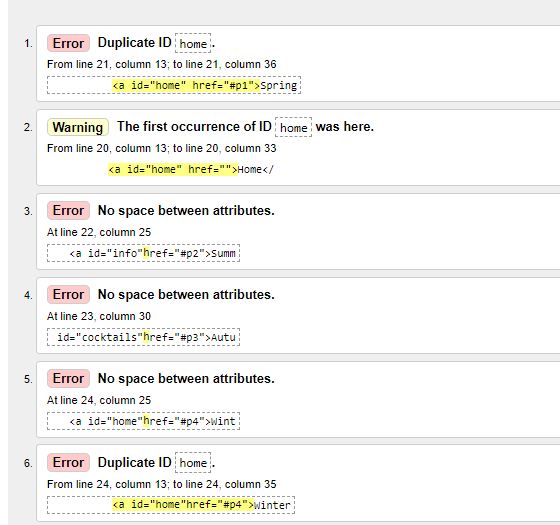 1. Error Duplicate ID home.
From line 21, column 13; to line 21, column 36
<a id="home" href="#p1">Spring
2. Warning The first occurrence of ID home was here.
From line 20, column 13; to line 20, column 33
<a id="home" href="">Home</
3. Error No space between attributes.
At line 22, column 25
<a id="info"href="#p2">Summ
4. Error No space between attributes.
At line 23, column 30
id="cocktails"href="#p3">Autu
5. Error No space between attributes.
At line 24, column 25
<a id="home"href="#p4">Wint
6. Error Duplicate ID home.
From line 24, column 13; to line 24, column 35
<a id="home"href="#p4">Winter